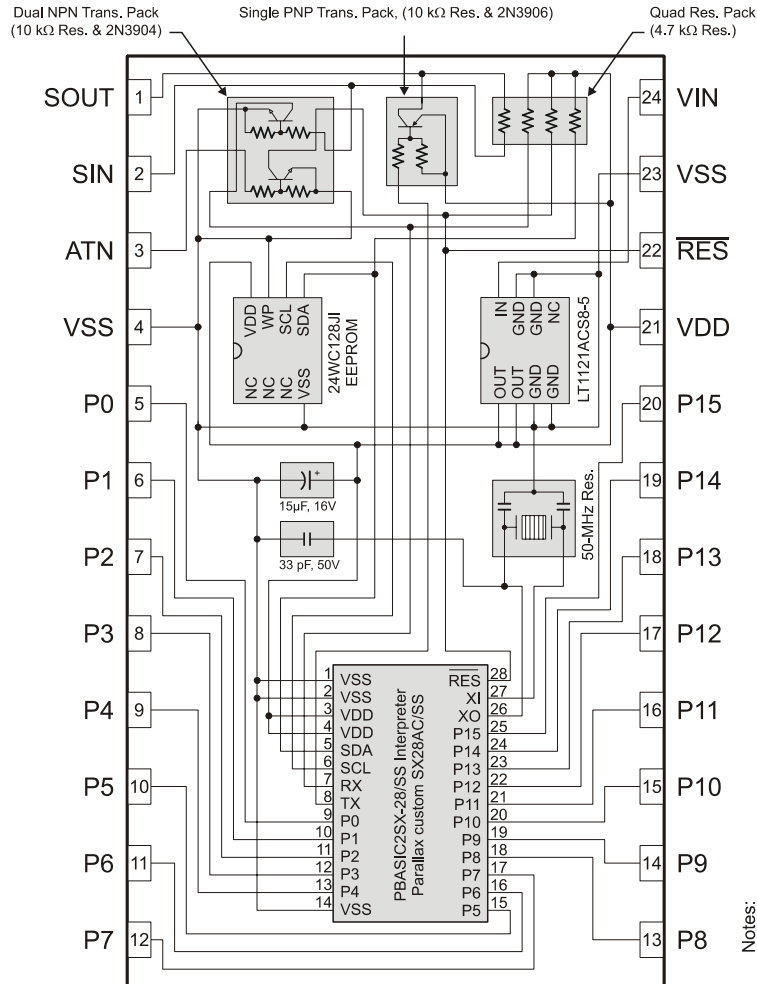 Dual NPN Trans. Pack
(10 kΩ Res. & 2N3904)
Single PNP Trans. Pack, (10 kΩ Res. & 2N3906)
Quad Res. Pack
(4.7 kΩ Res.)
SOUT 1
SIN 2
ATN 3
VSS 4
P0 5
P1 6
P2 7
P3 8
P4 9
P5 10
P6 11
P7 12
24 VIN
23 VSS
22 RES
21 VDD
20 P15
19 P14
18 P13
17 P12
16 P11
15 P10
14 P9
13 P8
VDD
WP
SCL
SDA
NC
NC
NC
VSS
24WC128JI
EEPROM
IN
GND
GND
NC
OUT
OUT
GND
GND
LT1121ACS8-5
15µF, 16V
+
33 pF, 50V
50-MHz Res.
1 VSS
2 VSS
3 VDD
4 VDD
5 SDA
6 SCL
7 RX
8 TX
9 P0
10 P1
11 P2
12 P3
13 P4
14 VSS
PBASIC2SX-28/SS Interpreter
Parallax custom SX28AC/SS
RES 28
XI 27
XO 26
P15 25
P14 24
P13 23
P12 22
P11 21
P10 20
P9 19
P8 18
P7 17
P6 16
P5 15
Notes: